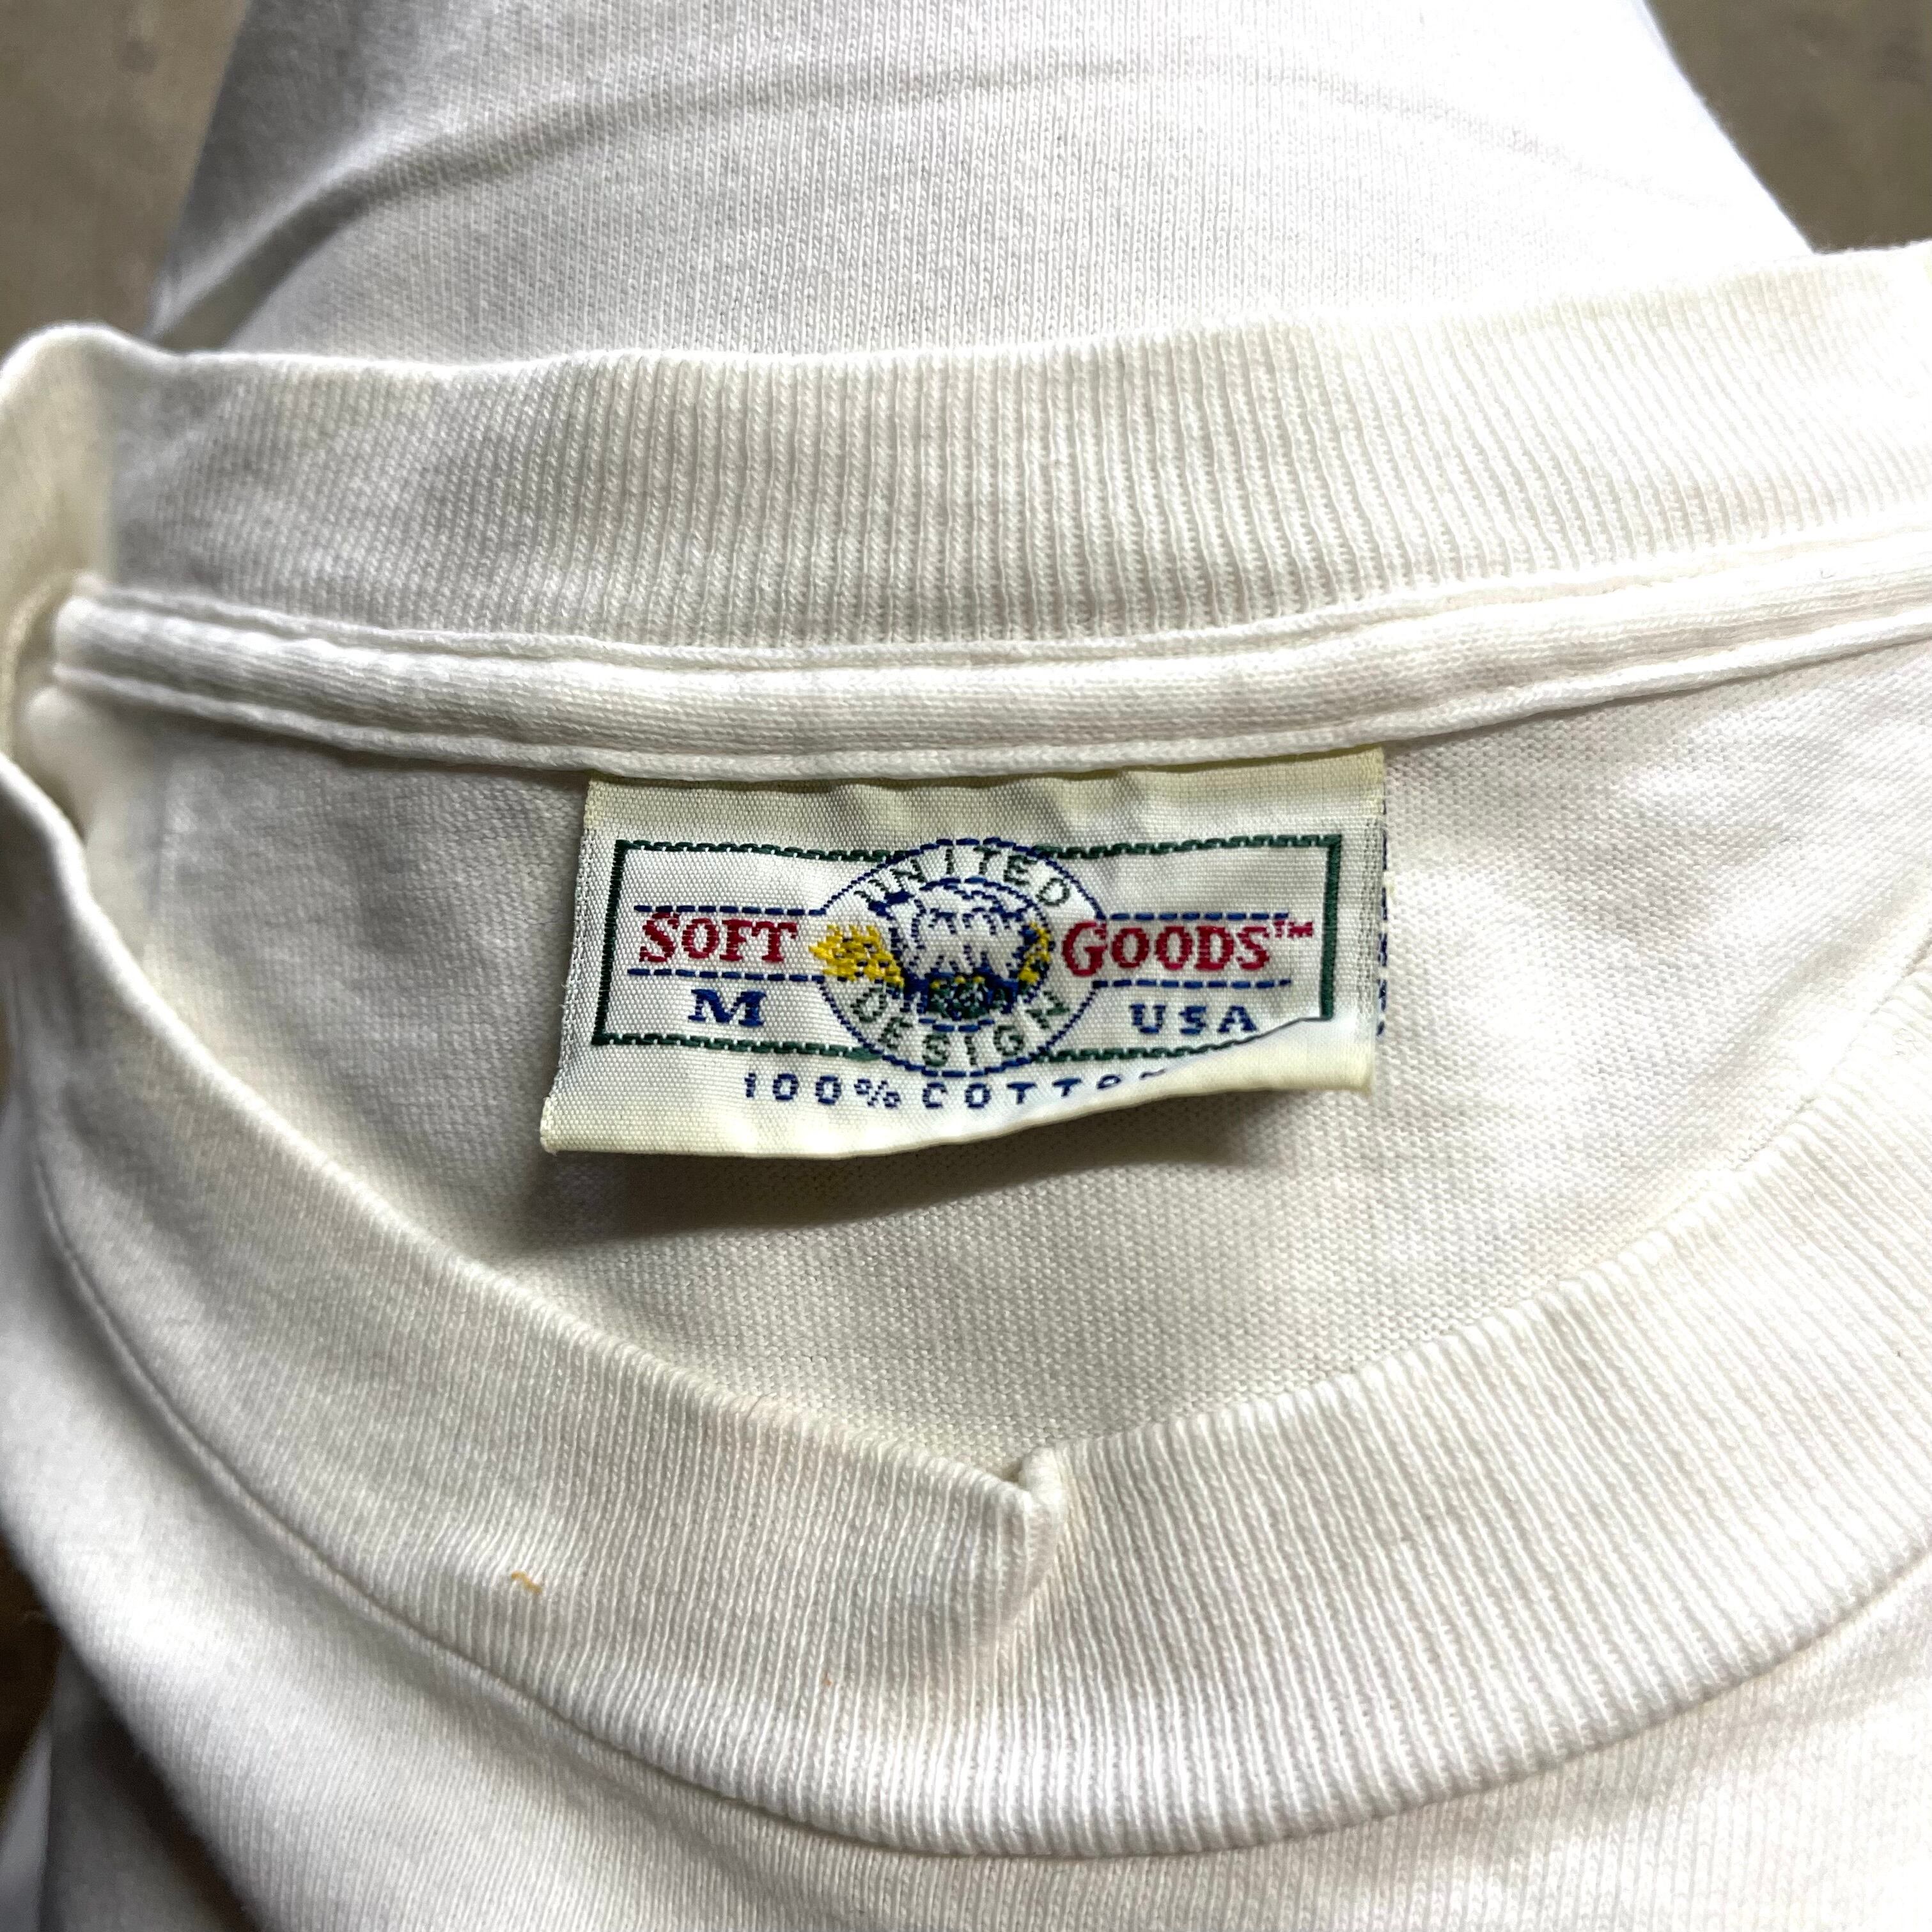 UNITED
SOFT GOODS™
M USA
DESIGN
100% COTTON